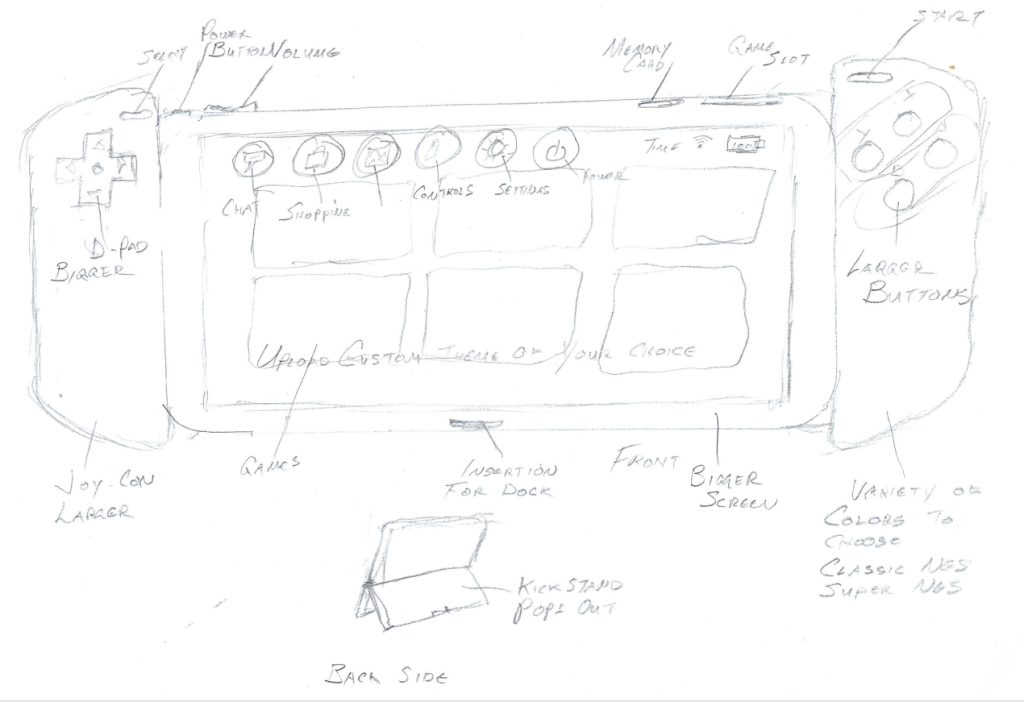 START
SELECT
POWER
BUTTON
VOLUME
MEMORY
CARD
GAME
SLOT
TIME
100%
Y
X
B
CHAT
SHOPPING
CONTROLS
SETTINGS
POWER
D-PAD
BIGGER
LARGER
BUTTONS
UPLOAD CUSTOM THEME OF YOUR CHOICE
GAMES
JOY-CON
LARGER
INSERTION
FOR DOCK
FRONT
BIGGER
SCREEN
VARIETY OF
COLORS TO
CHOOSE
CLASSIC NES
SUPER NES
KICKSTAND
POPS OUT
BACK SIDE